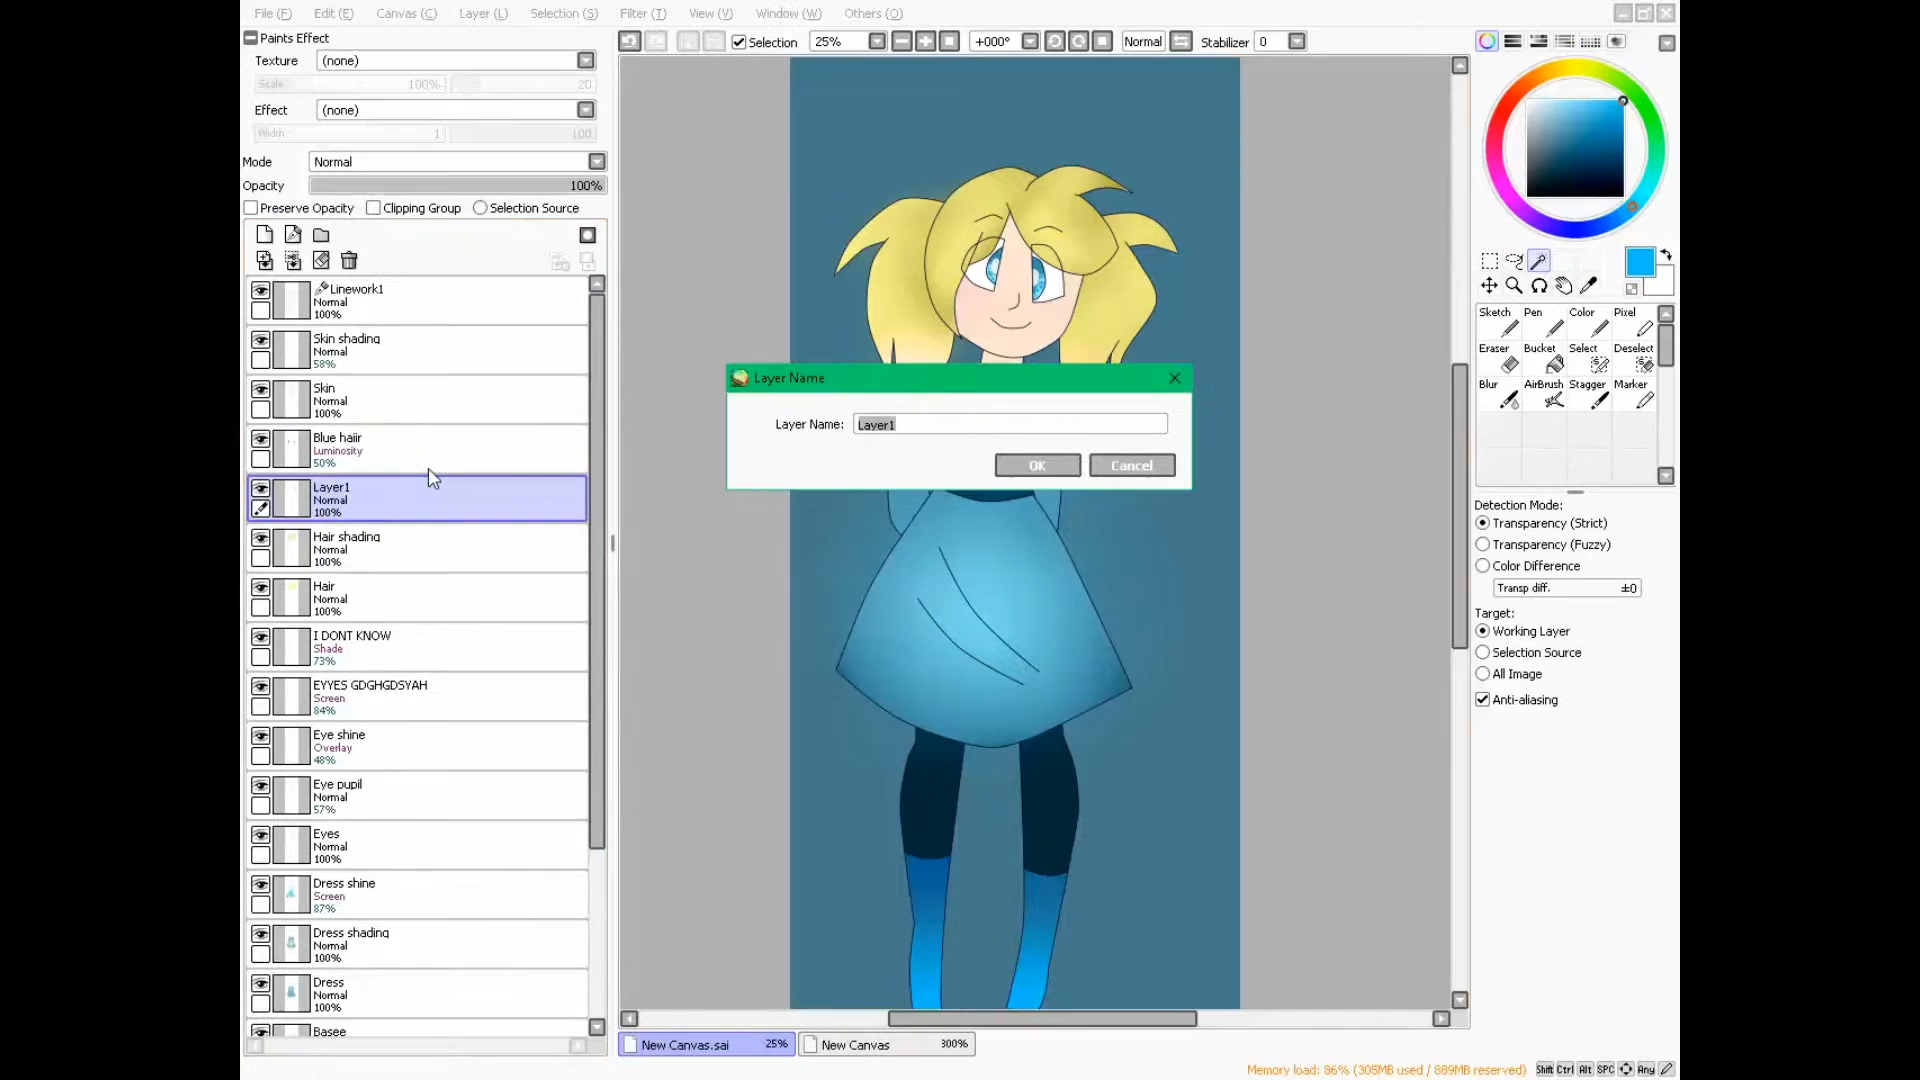 File (F) Edit (E) Canvas (C) Layer (L) Selection (S) Filter (T) View (V) Window (W) Others (O)
Paints Effect
Texture (none)
Scale 100% 20
Effect (none)
Width 1 100
Mode Normal
Opacity 100%
Preserve Opacity Clipping Group Selection Source
Linework1
Normal
100%
Skin shading
Normal
58%
Skin
Normal
100%
Blue haiir
Luminosity
50%
Layer1
Normal
100%
Hair shading
Normal
100%
Hair
Normal
100%
I DONT KNOW
Shade
73%
EYYES GDGHGDSYAH
Screen
84%
Eye shine
Overlay
48%
Eye pupil
Normal
57%
Eyes
Normal
100%
Dress shine
Screen
87%
Dress shading
Normal
100%
Dress
Normal
100%
Basee
Selection 25% +000° Normal Stabilizer 0
Layer Name
Layer Name: Layer1
OK Cancel
New Canvas.sai 25% New Canvas 300%
Sketch Pen Color Pixel
Eraser Bucket Select Deselect
Blur AirBrush Stagger Marker
Detection Mode:
Transparency (Strict)
Transparency (Fuzzy)
Color Difference
Transp diff. ±0
Target:
Working Layer
Selection Source
All Image
Anti-aliasing
Memory load: 86% (305MB used / 889MB reserved) Shift Ctrl Alt SPC Any